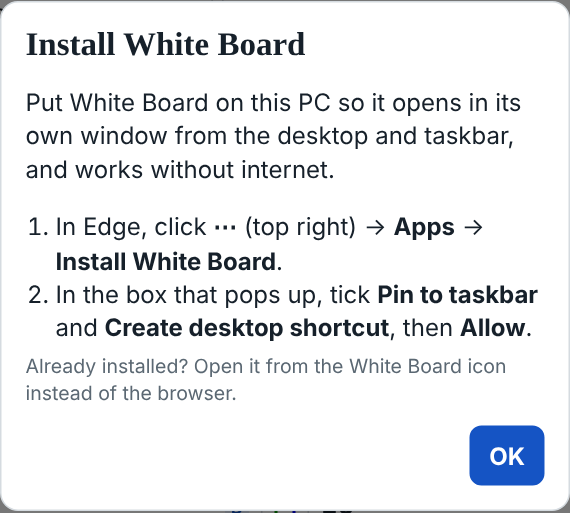 Install White Board
Put White Board on this PC so it opens in its
own window from the desktop and taskbar,
and works without internet.
1. In Edge, click ⋯ (top right) → Apps →
Install White Board.
2. In the box that pops up, tick Pin to taskbar
and Create desktop shortcut, then Allow.
Already installed? Open it from the White Board icon
instead of the browser.
OK